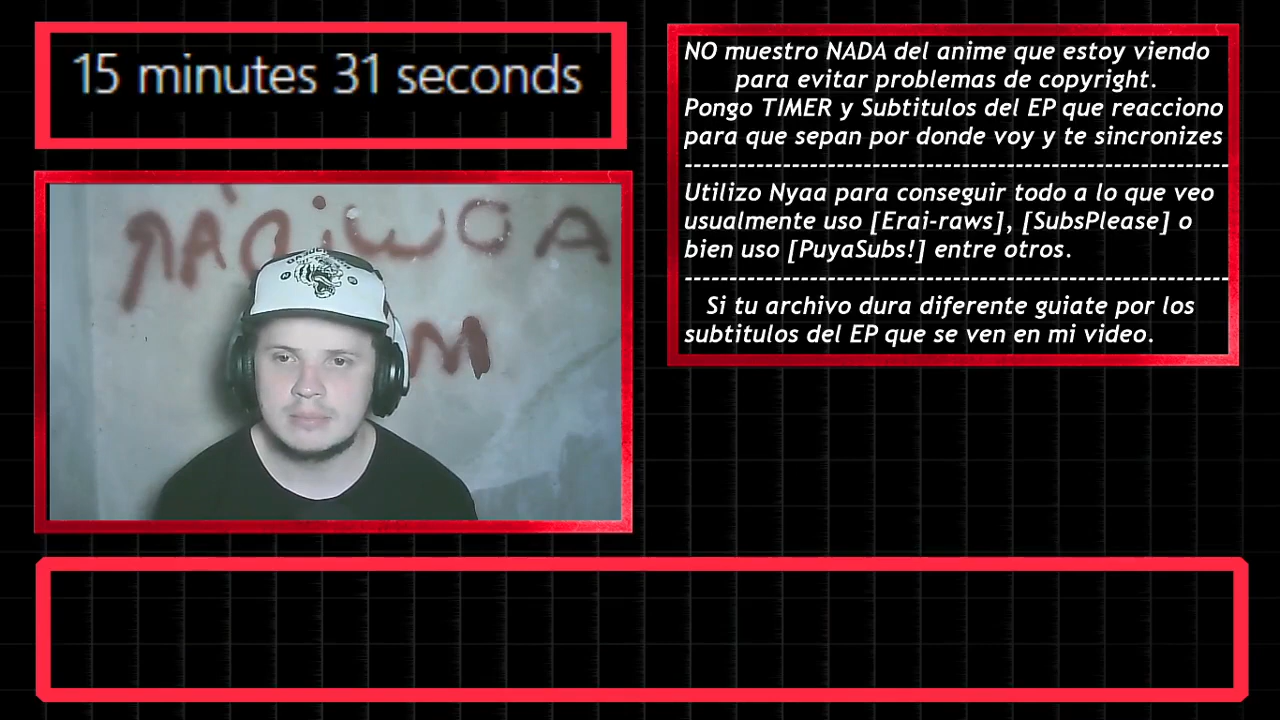 15 minutes 31 seconds
NO muestro NADA del anime que estoy viendo
para evitar problemas de copyright.
Pongo TIMER y Subtitulos del EP que reacciono
para que sepan por donde voy y te sincronizes
Utilizo Nyaa para conseguir todo a lo que veo
usualmente uso [Erai-raws], [SubsPlease] o
bien uso [PuyaSubs!] entre otros.
Si tu archivo dura diferente guiate por los
subtitulos del EP que se ven en mi video.